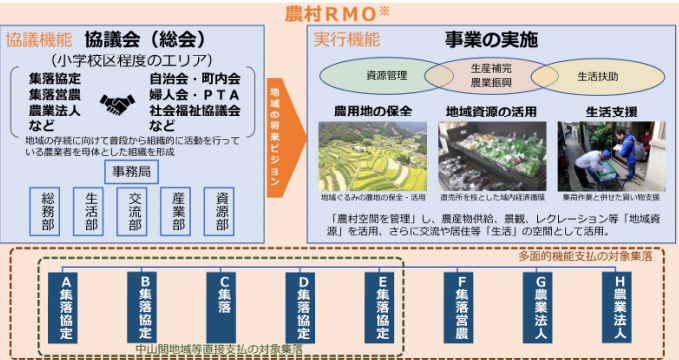 農村RMO※
協議機能 協議会（総会）
（小学校区程度のエリア）
集落協定
集落営農
農業法人
など
自治会・町内会
婦人会・PTA
社会福祉協議会
など
地域の存続に向けて普段から組織的に活動を行って
いる農業者を母体とした組織を形成
事務局
総務部
生活部
交流部
産業部
資源部
地域の将来ビジョン
実行機能 事業の実施
資源管理
生産補完
農業振興
生活扶助
農用地の保全
地域資源の活用
生活支援
地域ぐるみの農地の保全・活用
直売所を核とした域内経済循環
集荷作業と併せた買い物支援
「農村空間を管理」し、農産物供給、景観、レクレーション等「地域資
源」を活用、さらに交流や居住等「生活」の空間として活用。
多面的機能支払の対象集落
A集落協定
B集落協定
C集落
D集落協定
E集落協定
F集落営農
G農業法人
H農業法人
中山間地域等直接支払の対象集落